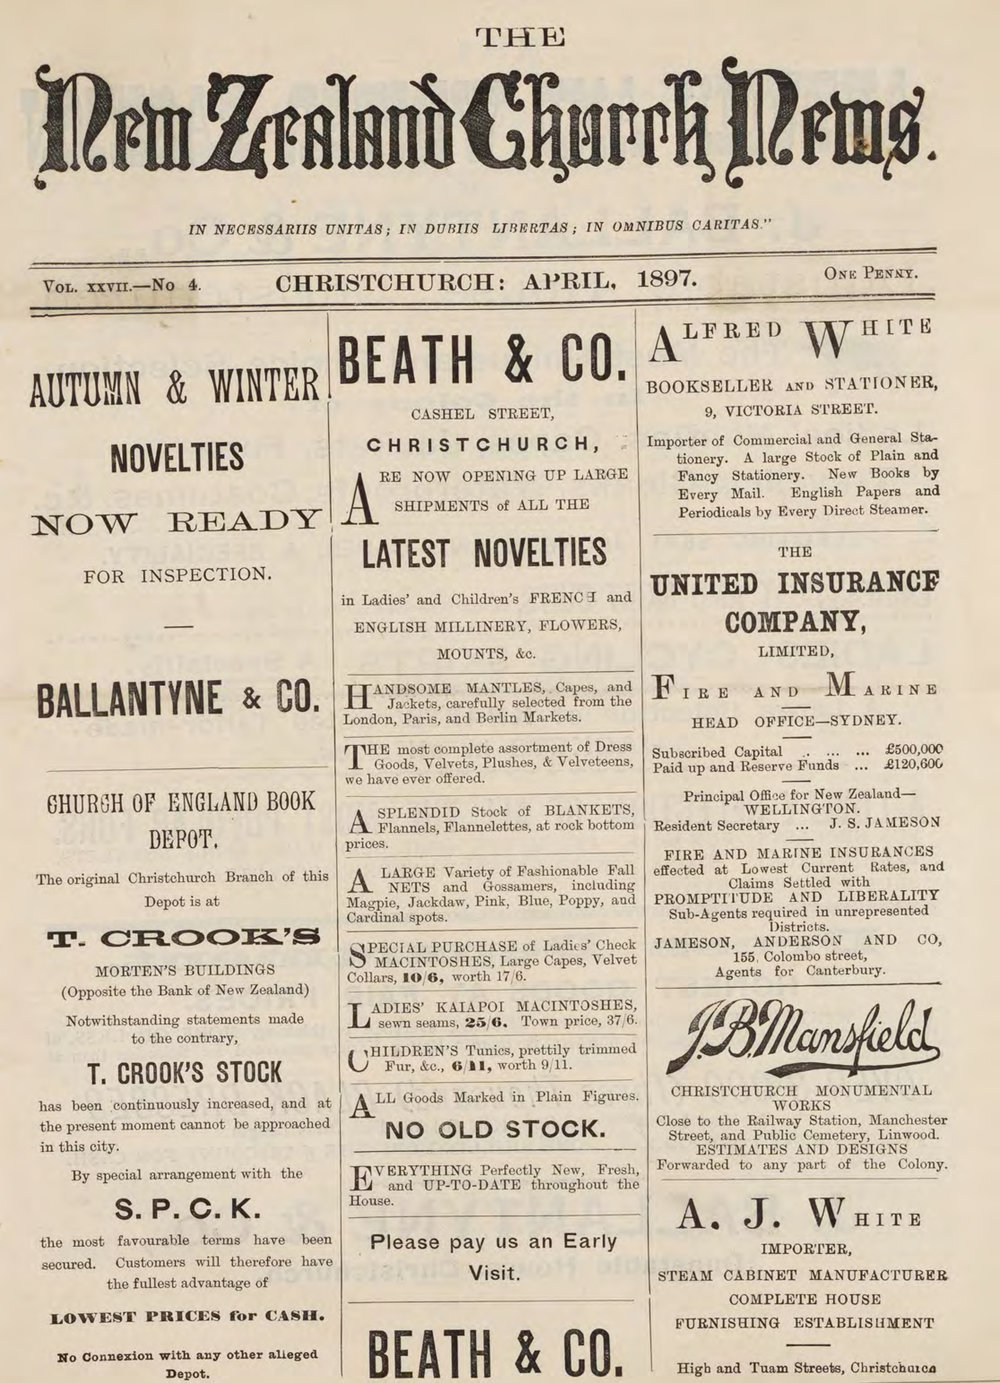 THE
New Zealand Church News.
IN NECESSARIIS UNITAS; IN DUBIIS LIBERTAS; IN OMNIBUS CARITAS."
VOL. XXVII.—No 4.
CHRISTCHURCH: APRIL, 1897.
ONE PENNY.
AUTUMN & WINTER
NOVELTIES
NOW READY
FOR INSPECTION.
BALLANTYNE & CO.
CHURCH OF ENGLAND BOOK
DEPOT.
The original Christchurch Branch of this
Depot is at
T. CROOK'S
MORTEN'S BUILDINGS
(Opposite the Bank of New Zealand)
Notwithstanding statements made
to the contrary,
T. CROOK'S STOCK
has been continuously increased, and at
the present moment cannot be approached
in this city.
By special arrangement with the
S. P. C. K.
the most favourable terms have been
secured. Customers will therefore have
the fullest advantage of
LOWEST PRICES for CASH.
No Connexion with any other alleged
Depot.
BEATH & CO.
CASHEL STREET,
CHRISTCHURCH,
ARE NOW OPENING UP LARGE
SHIPMENTS of ALL THE
LATEST NOVELTIES
in Ladies' and Children's FRENCH and
ENGLISH MILLINERY, FLOWERS,
MOUNTS, &c.
HANDSOME MANTLES, Capes, and
Jackets, carefully selected from the
London, Paris, and Berlin Markets.
THE most complete assortment of Dress
Goods, Velvets, Plushes, & Velveteens,
we have ever offered.
A SPLENDID Stock of BLANKETS,
Flannels, Flannelettes, at rock bottom
prices.
A LARGE Variety of Fashionable Fall
NETS and Gossamers, including
Magpie, Jackdaw, Pink, Blue, Poppy, and
Cardinal spots.
SPECIAL PURCHASE of Ladies' Check
MACINTOSHES, Large Capes, Velvet
Collars, 10/6, worth 17/6.
LADIES' KAIAPOI MACINTOSHES,
sewn seams, 25/6. Town price, 37/6.
CHILDREN'S Tunics, prettily trimmed
Fur, &c., 6/11, worth 9/11.
ALL Goods Marked in Plain Figures.
NO OLD STOCK.
EVERYTHING Perfectly New, Fresh,
and UP-TO-DATE throughout the
House.
Please pay us an Early
Visit.
BEATH & CO.
ALFRED WHITE
BOOKSELLER AND STATIONER,
9, VICTORIA STREET.
Importer of Commercial and General Sta-
tionery. A large Stock of Plain and
Fancy Stationery. New Books by
Every Mail. English Papers and
Periodicals by Every Direct Steamer.
THE
UNITED INSURANCE
COMPANY,
LIMITED,
FIRE AND MARINE
HEAD OFFICE—SYDNEY.
Subscribed Capital ... ... ... £500,000
Paid up and Reserve Funds ... £120,600
Principal Office for New Zealand—
WELLINGTON.
Resident Secretary ... J. S. JAMESON
FIRE AND MARINE INSURANCES
effected at Lowest Current Rates, and
Claims Settled with
PROMPTITUDE AND LIBERALITY
Sub-Agents required in unrepresented
Districts.
JAMESON, ANDERSON AND CO,
155, Colombo street,
Agents for Canterbury.
J.B. Mansfield
CHRISTCHURCH MONUMENTAL
WORKS
Close to the Railway Station, Manchester
Street, and Public Cemetery, Linwood.
ESTIMATES AND DESIGNS
Forwarded to any part of the Colony.
A. J. WHITE
IMPORTER,
STEAM CABINET MANUFACTURER
COMPLETE HOUSE
FURNISHING ESTABLISHMENT
High and Tuam Streets, Christchurch